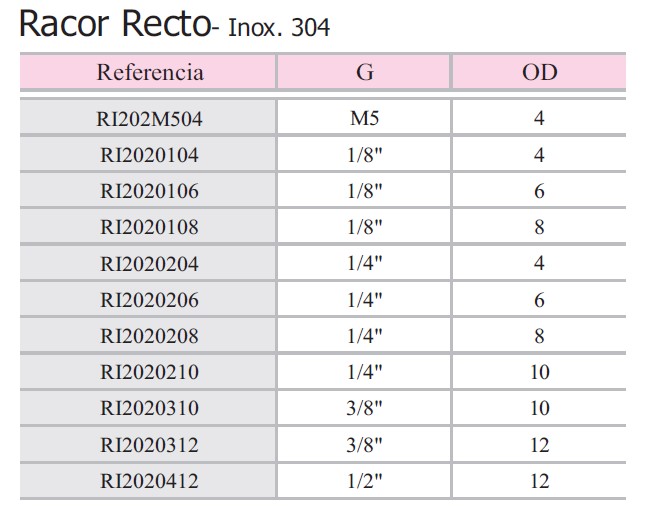 Racor Recto- Inox. 304
Referencia G OD
RI202M504 M5 4
RI2020104 1/8" 4
RI2020106 1/8" 6
RI2020108 1/8" 8
RI2020204 1/4" 4
RI2020206 1/4" 6
RI2020208 1/4" 8
RI2020210 1/4" 10
RI2020310 3/8" 10
RI2020312 3/8" 12
RI2020412 1/2" 12